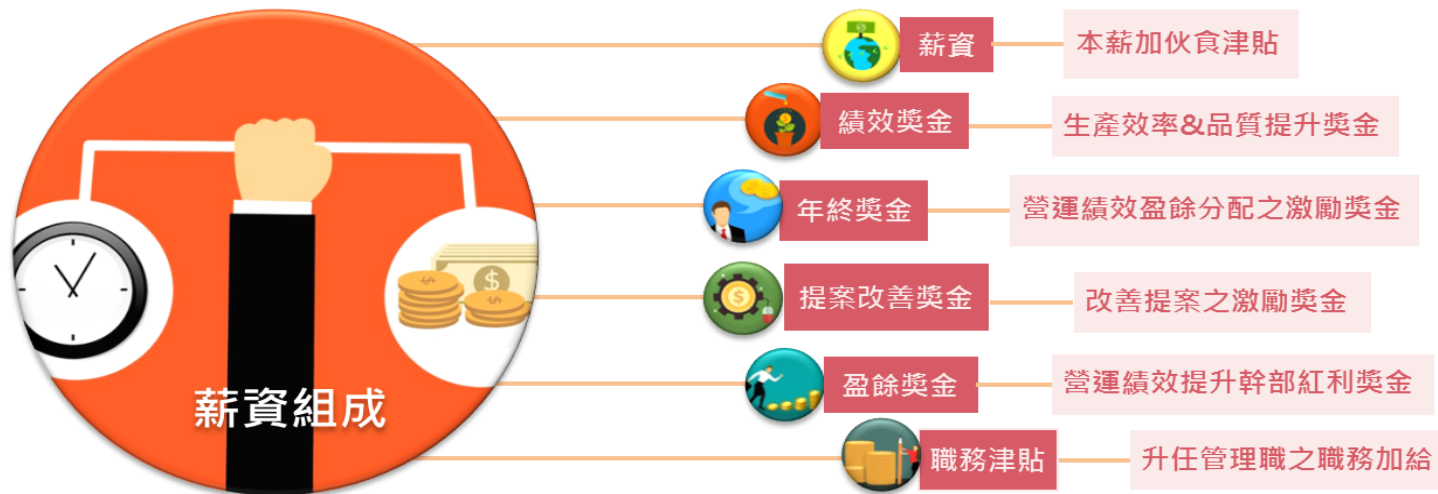 薪資組成
薪資
本薪加伙食津貼
績效獎金
生產效率&品質提升獎金
年終獎金
營運績效盈餘分配之激勵獎金
提案改善獎金
改善提案之激勵獎金
盈餘獎金
營運績效提升幹部紅利獎金
職務津貼
升任管理職之職務加給